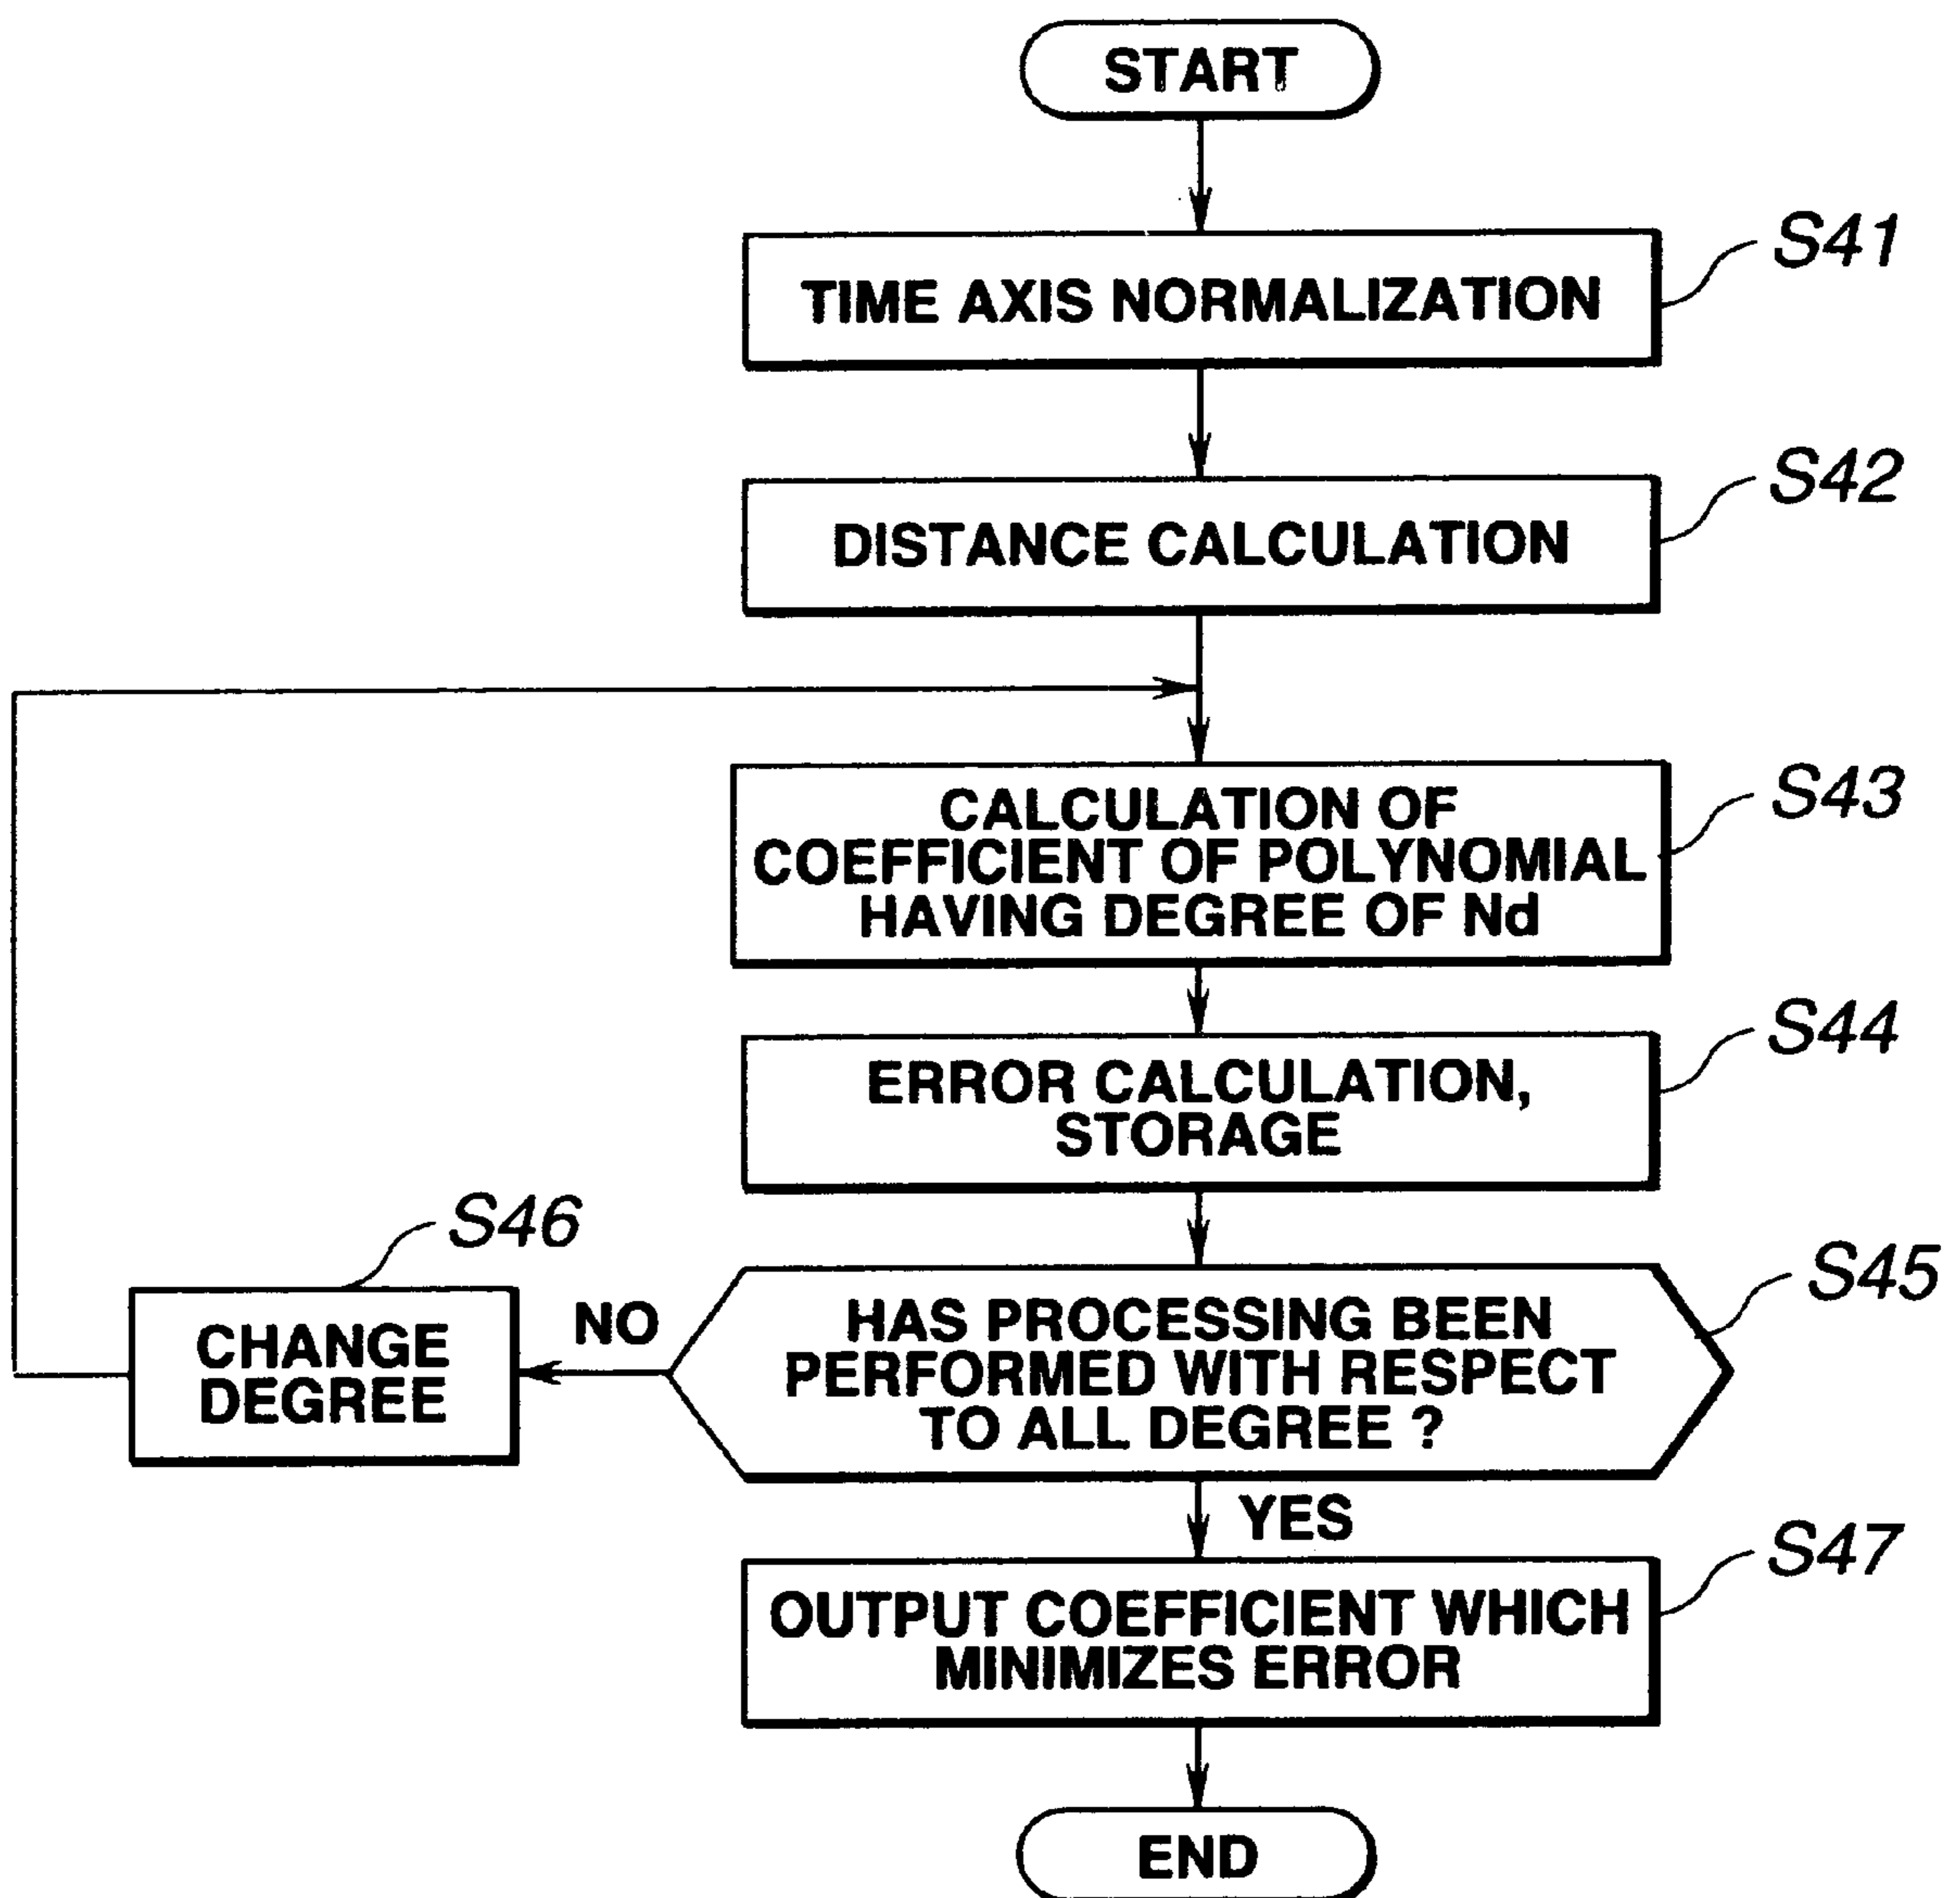 START
S41
TIME AXIS NORMALIZATION
S42
DISTANCE CALCULATION
S43
CALCULATION OF
COEFFICIENT OF POLYNOMIAL
HAVING DEGREE OF Nd
S44
ERROR CALCULATION,
STORAGE
S46
S45
CHANGE
DEGREE
NO
HAS PROCESSING BEEN
PERFORMED WITH RESPECT
TO ALL DEGREE ?
YES
S47
OUTPUT COEFFICIENT WHICH
MINIMIZES ERROR
END